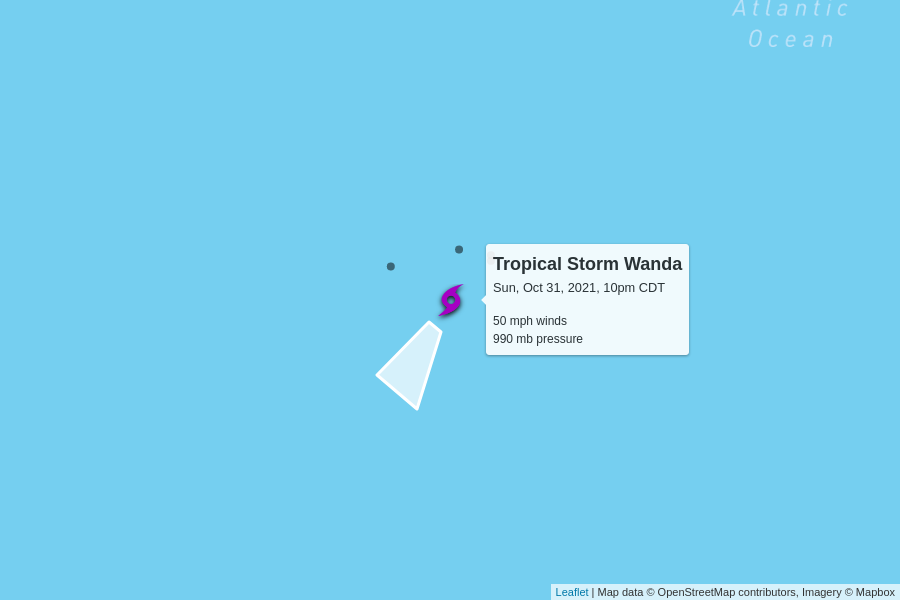 Atlantic
Ocean
Tropical Storm Wanda
Sun, Oct 31, 2021, 10pm CDT
50 mph winds
990 mb pressure
Leaflet | Map data © OpenStreetMap contributors, Imagery © Mapbox